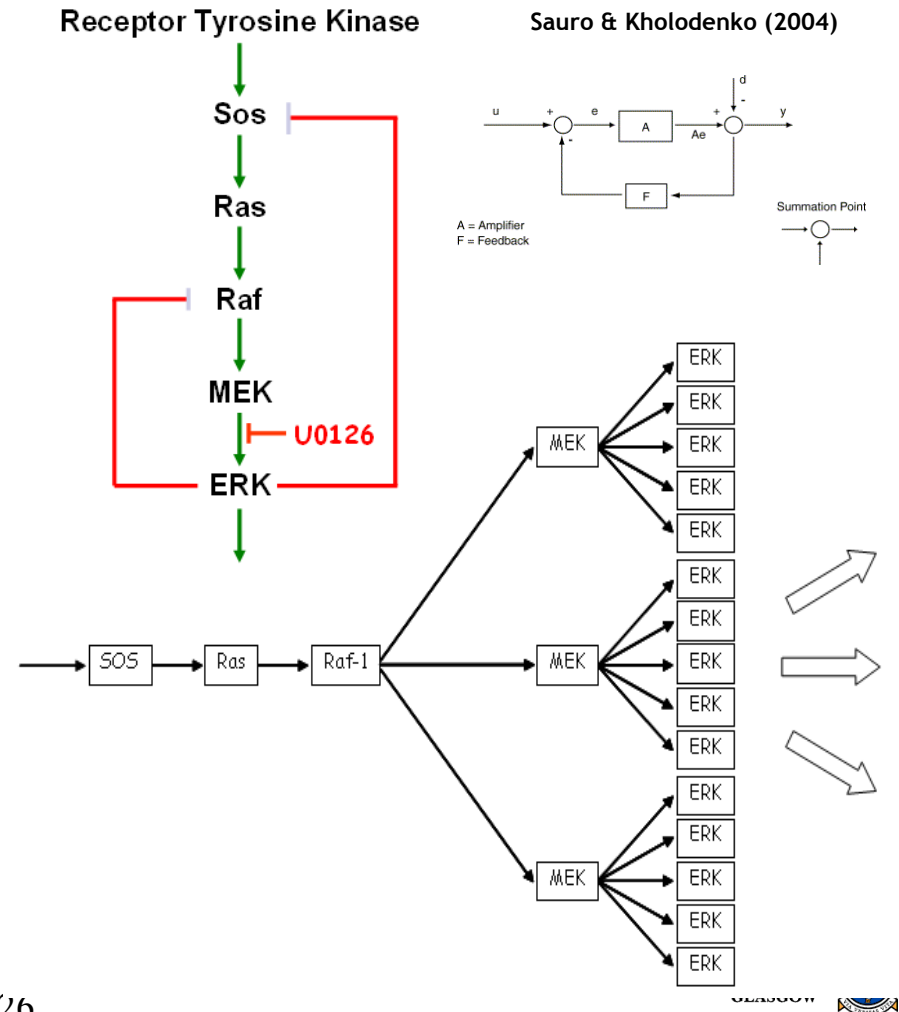 Receptor Tyrosine Kinase
Sos
Ras
Raf
MEK
U0126
ERK
Sauro & Kholodenko (2004)
d
-
u
+
e
A
+
Ae
y
-
F
A = Amplifier
F = Feedback
Summation Point
SOS
Ras
Raf-1
MEK
ERK
ERK
ERK
ERK
ERK
MEK
ERK
ERK
ERK
ERK
ERK
MEK
ERK
ERK
ERK
ERK
ERK